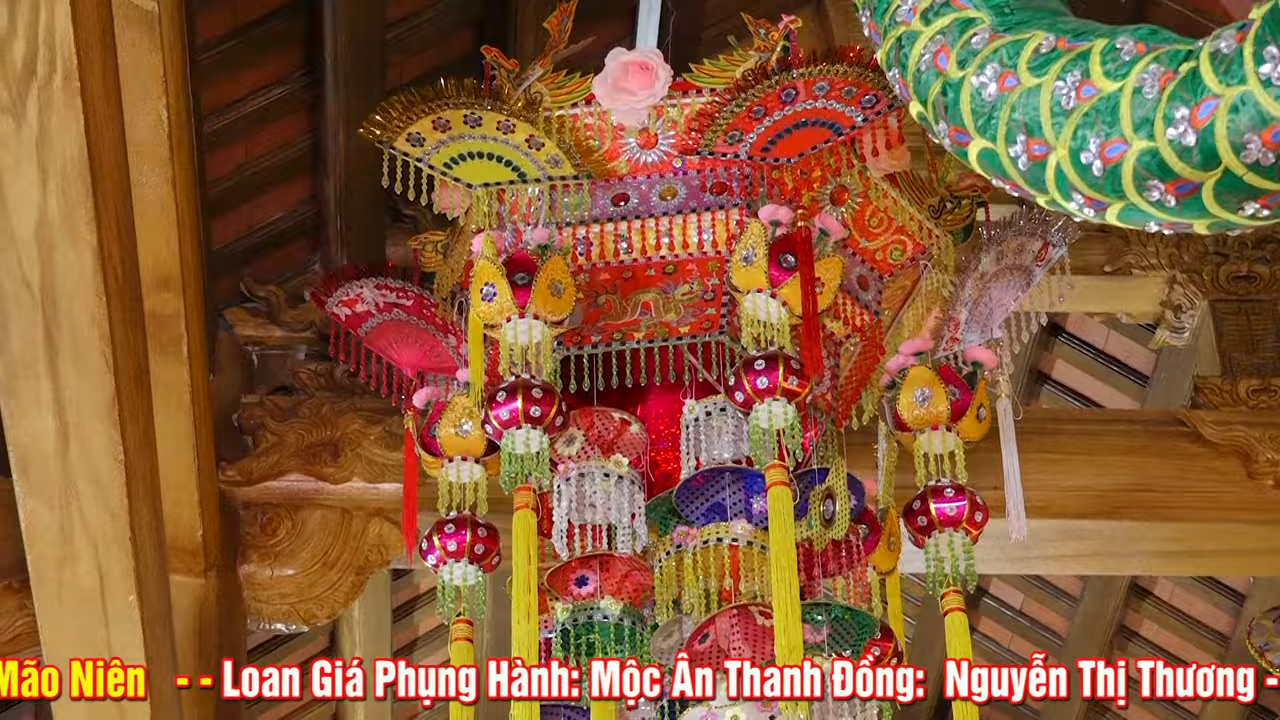 Mão Niên - - Loan Giá Phụng Hành: Mộc Ân Thanh Đồng: Nguyễn Thị Thương -